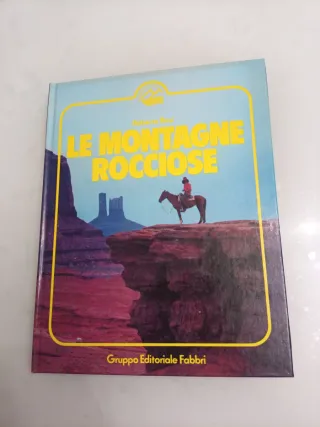 LE MONTAGNE
ROCCIOSE
Gruppo Editoriale Fabbri